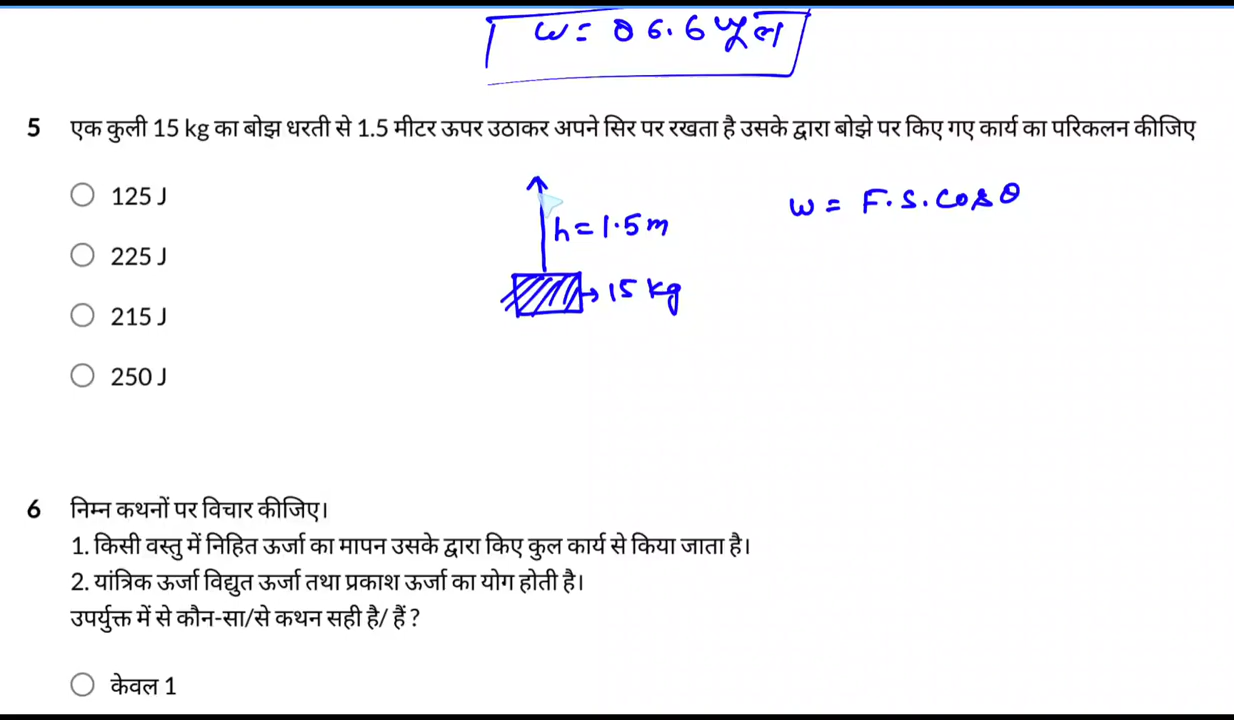 W = 86.6 जूल
5 एक कुली 15 kg का बोझ धरती से 1.5 मीटर ऊपर उठाकर अपने सिर पर रखता है उसके द्वारा बोझे पर किए गए कार्य का परिकलन कीजिए
125 J
225 J
215 J
250 J
h = 1.5 m
→ 15 kg
W = F.S.cosθ
6 निम्न कथनों पर विचार कीजिए।
1. किसी वस्तु में निहित ऊर्जा का मापन उसके द्वारा किए कुल कार्य से किया जाता है।
2. यांत्रिक ऊर्जा विद्युत ऊर्जा तथा प्रकाश ऊर्जा का योग होती है।
उपर्युक्त में से कौन-सा/से कथन सही है/ हैं ?
केवल 1